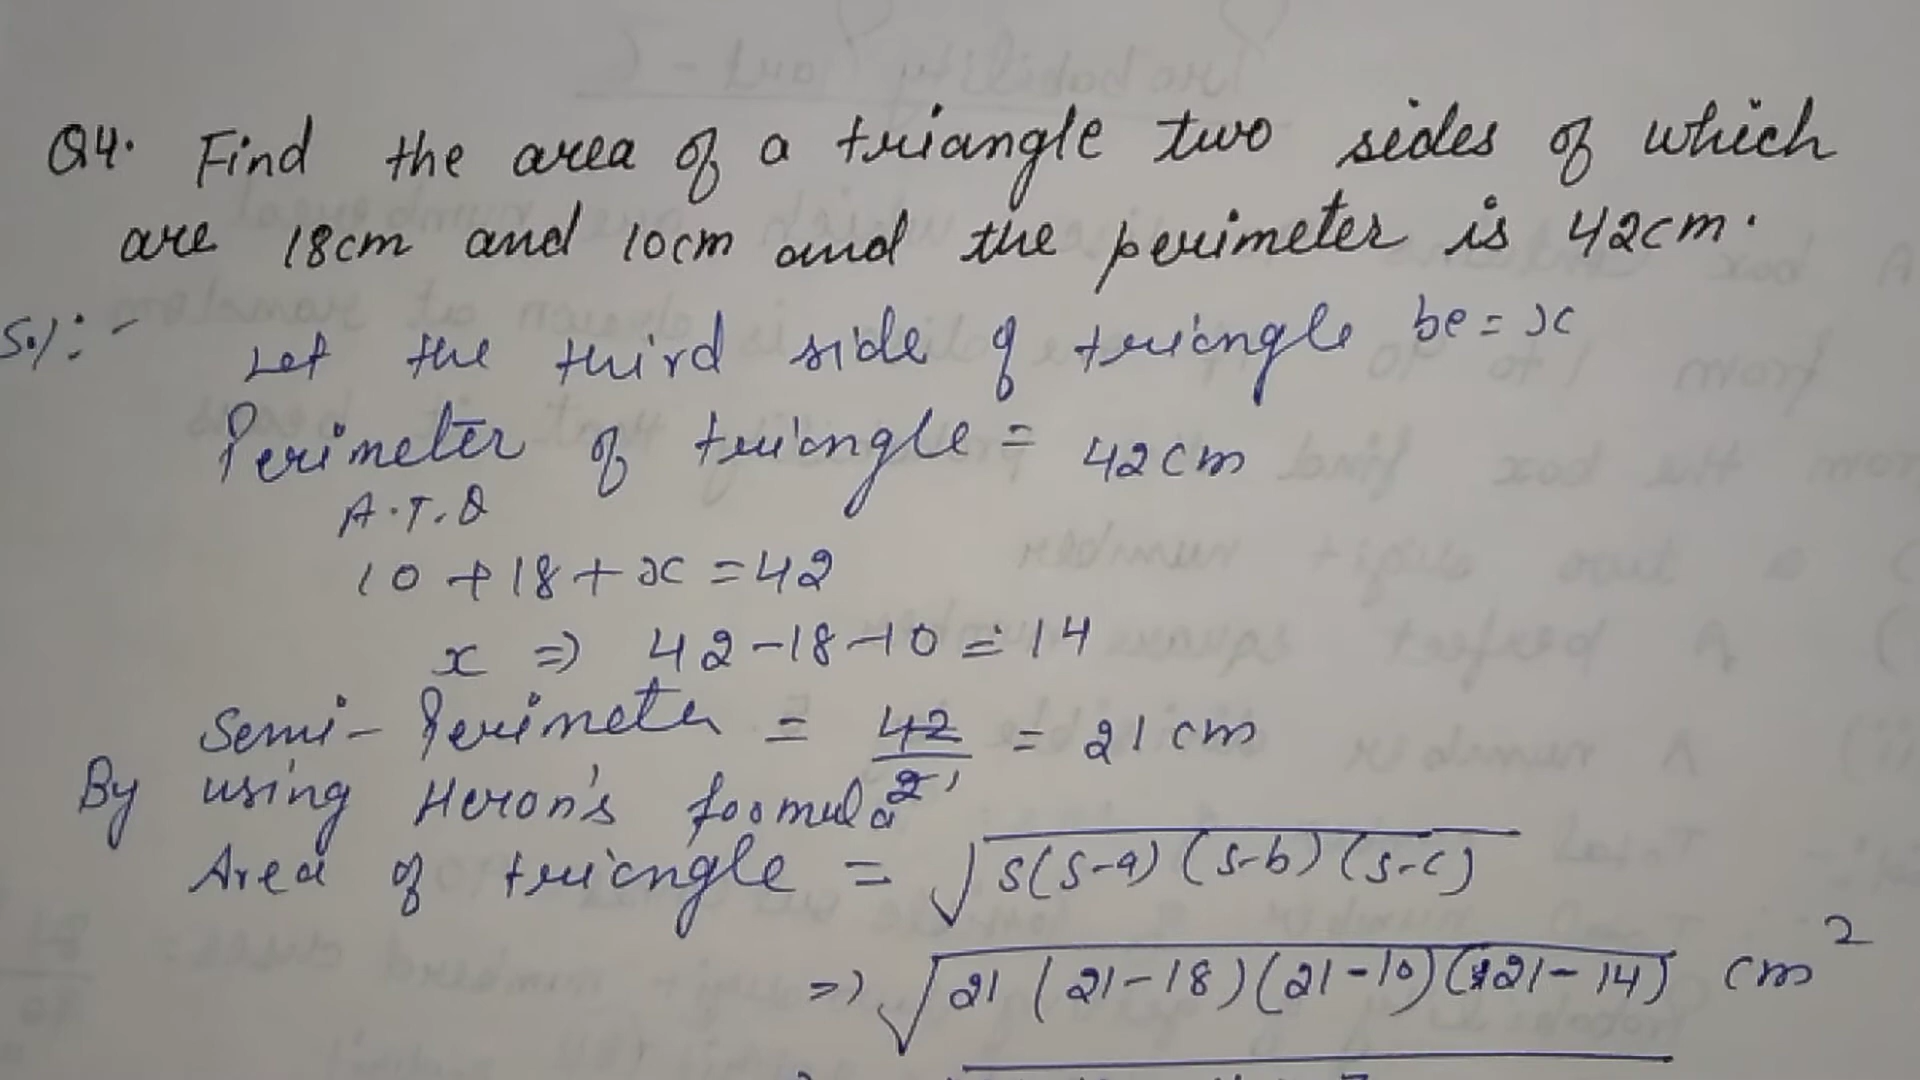 Q4. Find the area of a triangle two sides of which
are 18cm and 10cm and the perimeter is 42cm.
Sol:- Let the third side of triangle be = x
Perimeter of triangle = 42cm
A.T.Q
10 + 18 + x = 42
x => 42 - 18 - 10 = 14
Semi-Perimeter = 42/2 = 21 cm
By using Heron's formula
Area of triangle = √s(s-a)(s-b)(s-c)
=> √21(21-18)(21-10)(21-14) cm²